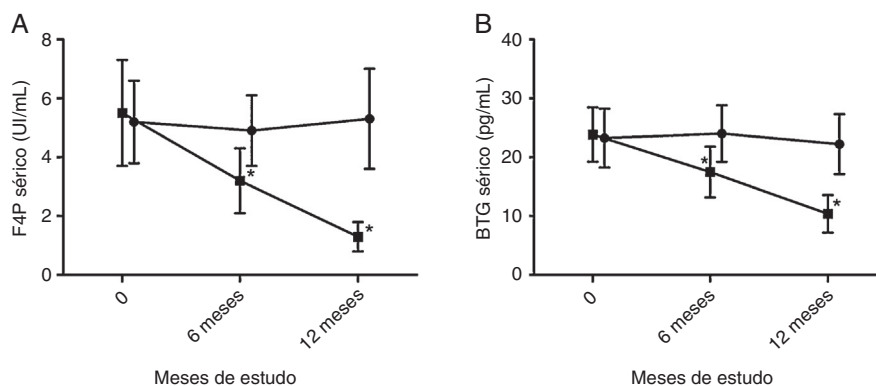 A
F4P sérico (UI/mL)
8
6
4
2
0
*
*
0
6 meses
12 meses
Meses de estudo
B
BTG sérico (pg/mL)
40
30
20
10
0
*
*
0
6 meses
12 meses
Meses de estudo